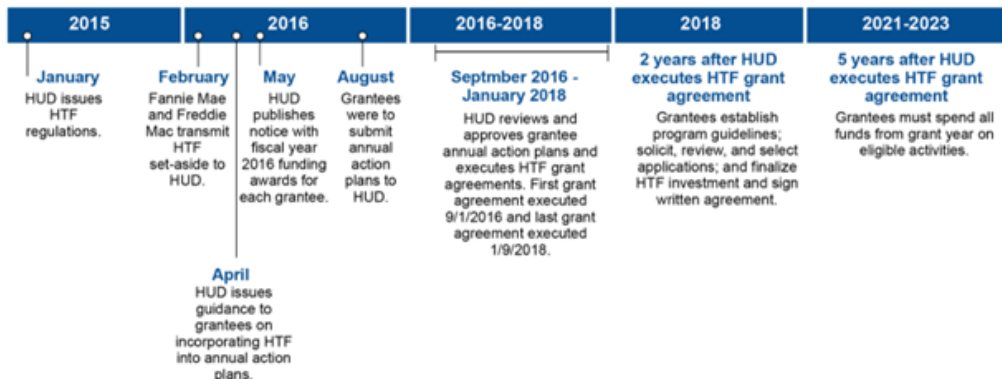 2015
2016
2016-2018
2018
2021-2023
January
HUD issues
HTF
regulations.
February
Fannie Mae
and Freddie
Mac transmit
HTF
set-aside to
HUD.
April
HUD issues
guidance to
grantees on
incorporating HTF
into annual action
plans.
May
HUD
publishes
notice with
fiscal year
2016 funding
awards for
each grantee.
August
Grantees
were to
submit
annual
action
plans to
HUD.
Septmber 2016 -
January 2018
HUD reviews and
approves grantee
annual action plans and
executes HTF grant
agreements. First grant
agreement executed
9/1/2016 and last grant
agreement executed
1/9/2018.
2 years after HUD
executes HTF grant
agreement
Grantees establish
program guidelines;
solicit, review, and select
applications; and finalize
HTF investment and sign
written agreement.
5 years after HUD
executes HTF grant
agreement
Grantees must spend all
funds from grant year on
eligible activities.